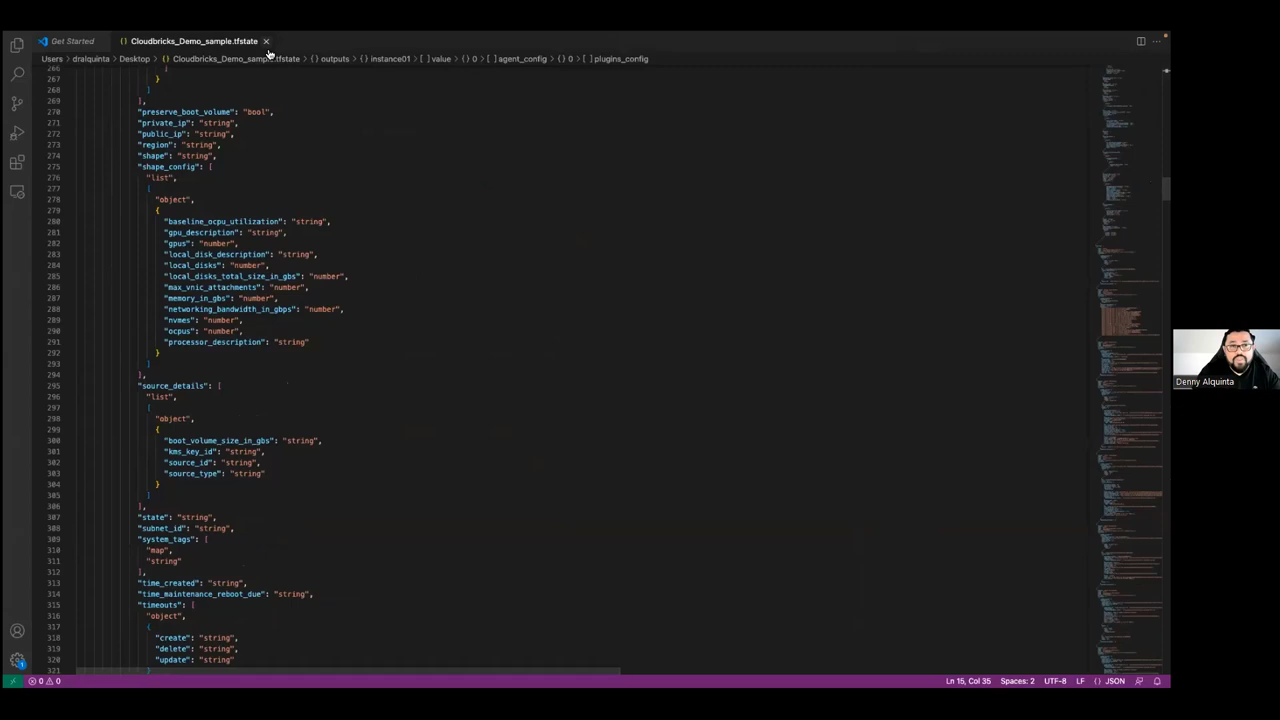 Get Started
Cloudbricks_Demo_sample.tfstate
Users dralquinta Desktop {} Cloudbricks_Demo_sample.tfstate {} outputs {} instance01 [ ] value {} 0 [ ] agent_config {} 0 [ ] plugins_config
266 ]
267 }
268 ]
269 ],
270 "preserve_boot_volume": "bool",
271 "private_ip": "string",
272 "public_ip": "string",
273 "region": "string",
274 "shape": "string",
275 "shape_config": [
276 "list",
277 [
278 "object",
279 {
280 "baseline_ocpu_utilization": "string",
281 "gpu_description": "string",
282 "gpus": "number",
283 "local_disk_description": "string",
284 "local_disks": "number",
285 "local_disks_total_size_in_gbs": "number",
286 "max_vnic_attachments": "number",
287 "memory_in_gbs": "number",
288 "networking_bandwidth_in_gbps": "number",
289 "nvmes": "number",
290 "ocpus": "number",
291 "processor_description": "string"
292 }
293 ]
294 ],
295 "source_details": [
296 "list",
297 [
298 "object",
299 {
300 "boot_volume_size_in_gbs": "string",
301 "kms_key_id": "string",
302 "source_id": "string",
303 "source_type": "string"
304 }
305 ]
306 ],
307 "state": "string",
308 "subnet_id": "string",
309 "system_tags": [
310 "map",
311 "string"
312 ],
313 "time_created": "string",
314 "time_maintenance_reboot_due": "string",
315 "timeouts": [
316 "object",
317 {
318 "create": "string",
319 "delete": "string",
320 "update": "string"
321 }
Denny Alquinta
1
0 0
Ln 15, Col 35 Spaces: 2 UTF-8 LF {} JSON